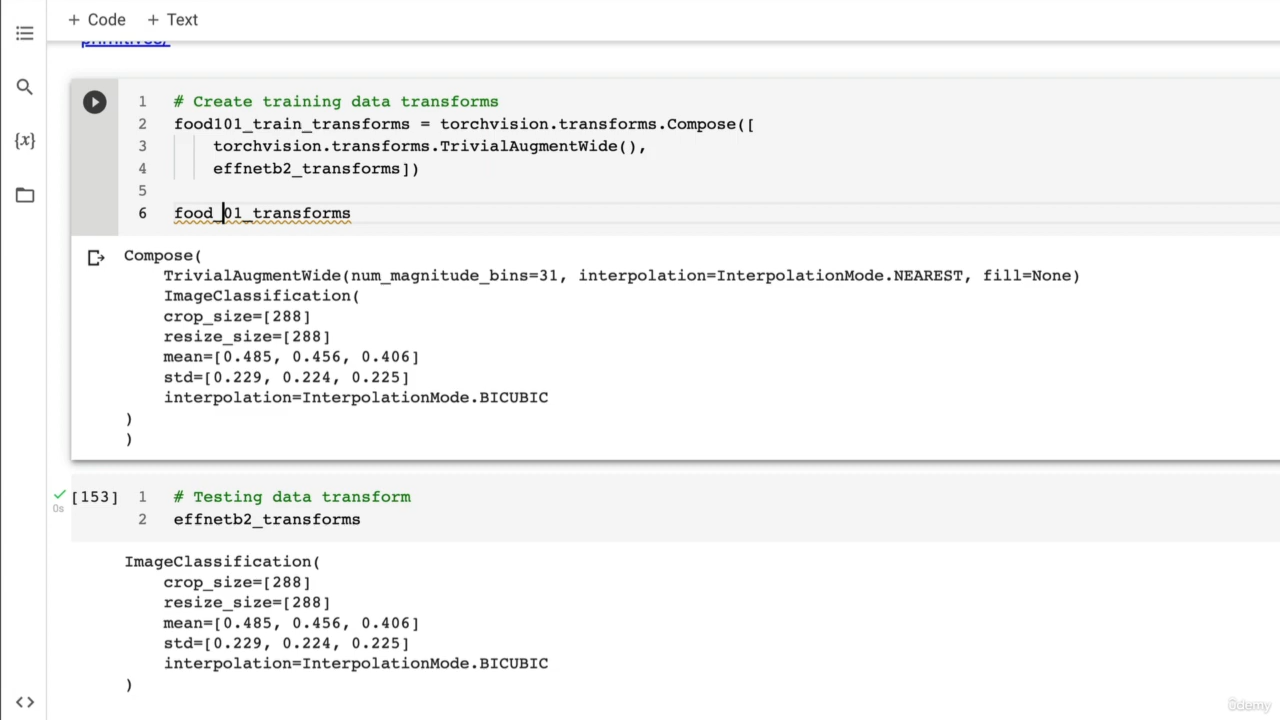 + Code + Text
primitives/
1 # Create training data transforms
2 food101_train_transforms = torchvision.transforms.Compose([
3 torchvision.transforms.TrivialAugmentWide(),
4 effnetb2_transforms])
5
6 food_01_transforms
Compose(
TrivialAugmentWide(num_magnitude_bins=31, interpolation=InterpolationMode.NEAREST, fill=None)
ImageClassification(
crop_size=[288]
resize_size=[288]
mean=[0.485, 0.456, 0.406]
std=[0.229, 0.224, 0.225]
interpolation=InterpolationMode.BICUBIC
)
)
[153] 1 # Testing data transform
0s 2 effnetb2_transforms
ImageClassification(
crop_size=[288]
resize_size=[288]
mean=[0.485, 0.456, 0.406]
std=[0.229, 0.224, 0.225]
interpolation=InterpolationMode.BICUBIC
)
{x}
<>
ûdemy